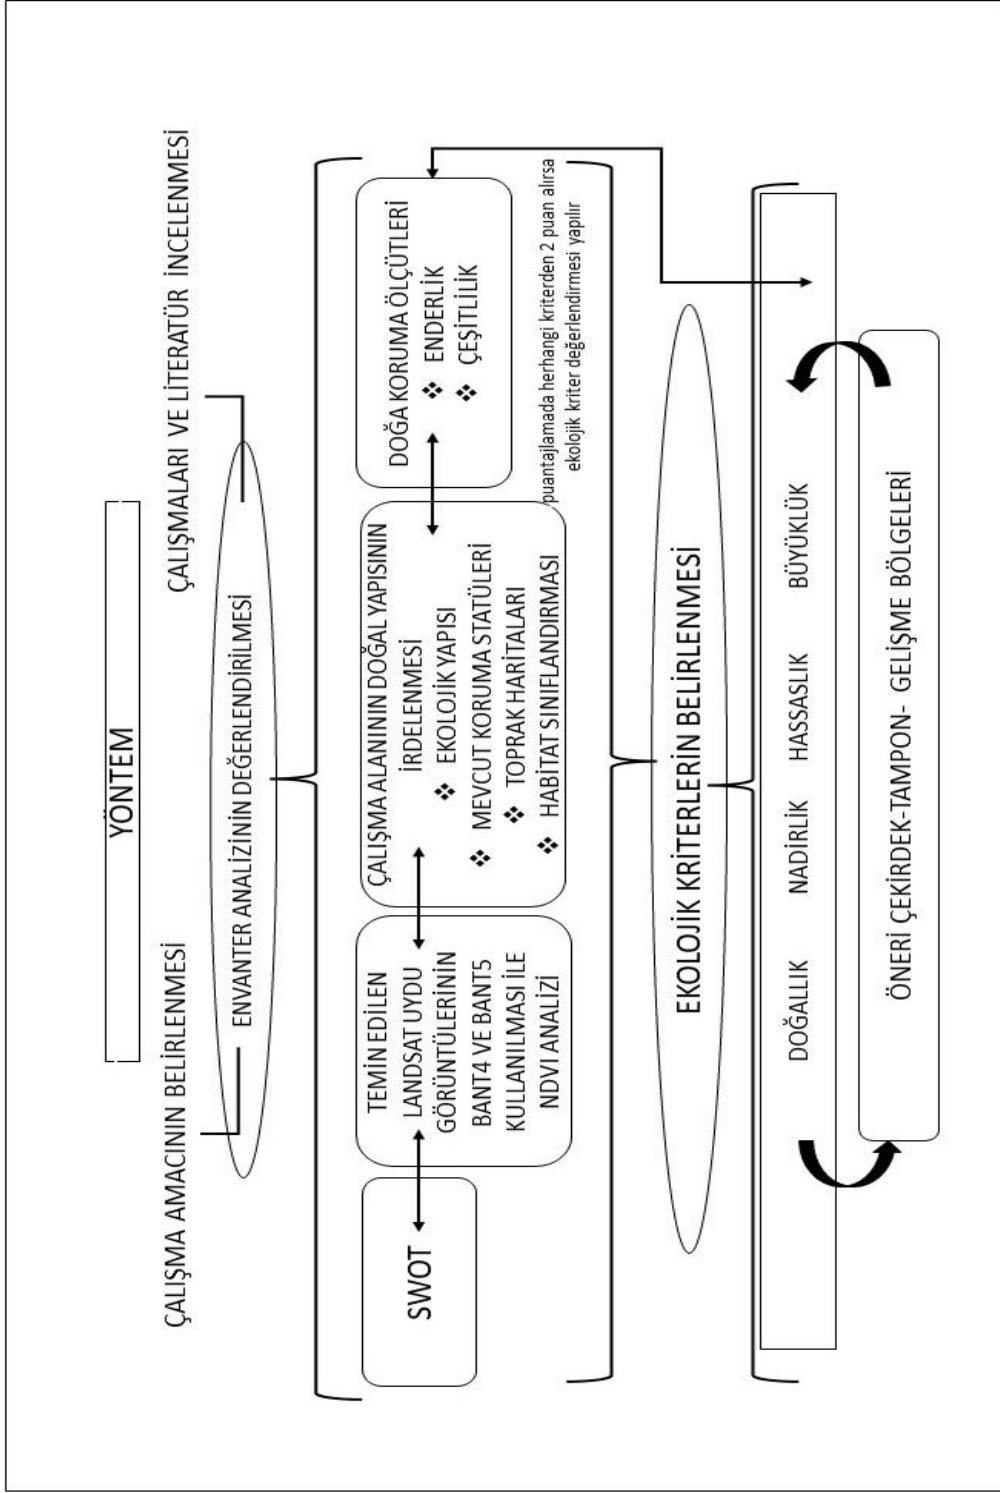 YÖNTEM
ÇALIŞMA AMACININ BELİRLENMESİ
ÇALIŞMALARI VE LİTERATÜR İNCELENMESİ
ENVANTER ANALİZİNİN DEĞERLENDİRİLMESİ
SWOT
TEMİN EDİLEN
LANDSAT UYDU
GÖRÜNTÜLERİNİN
BANT4 VE BANT5
KULLANILMASI İLE
NDVI ANALİZİ
ÇALIŞMA ALANININ DOĞAL YAPISININ
İRDELENMESİ
❖ EKOLOJİK YAPISI
❖ MEVCUT KORUMA STATÜLERİ
❖ TOPRAK HARİTALARI
❖ HABİTAT SINIFLANDIRMASI
DOĞA KORUMA ÖLÇÜTLERİ
❖ ENDERLİK
❖ ÇEŞİTLİLİK
puantajlamada herhangi kriterden 2 puan alırsa
ekolojik kriter değerlendirmesi yapılır
EKOLOJİK KRİTERLERİN BELİRLENMESİ
DOĞALLIK NADİRLİK HASSASLIK BÜYÜKLÜK
ÖNERİ ÇEKİRDEK-TAMPON- GELİŞME BÖLGELERİ